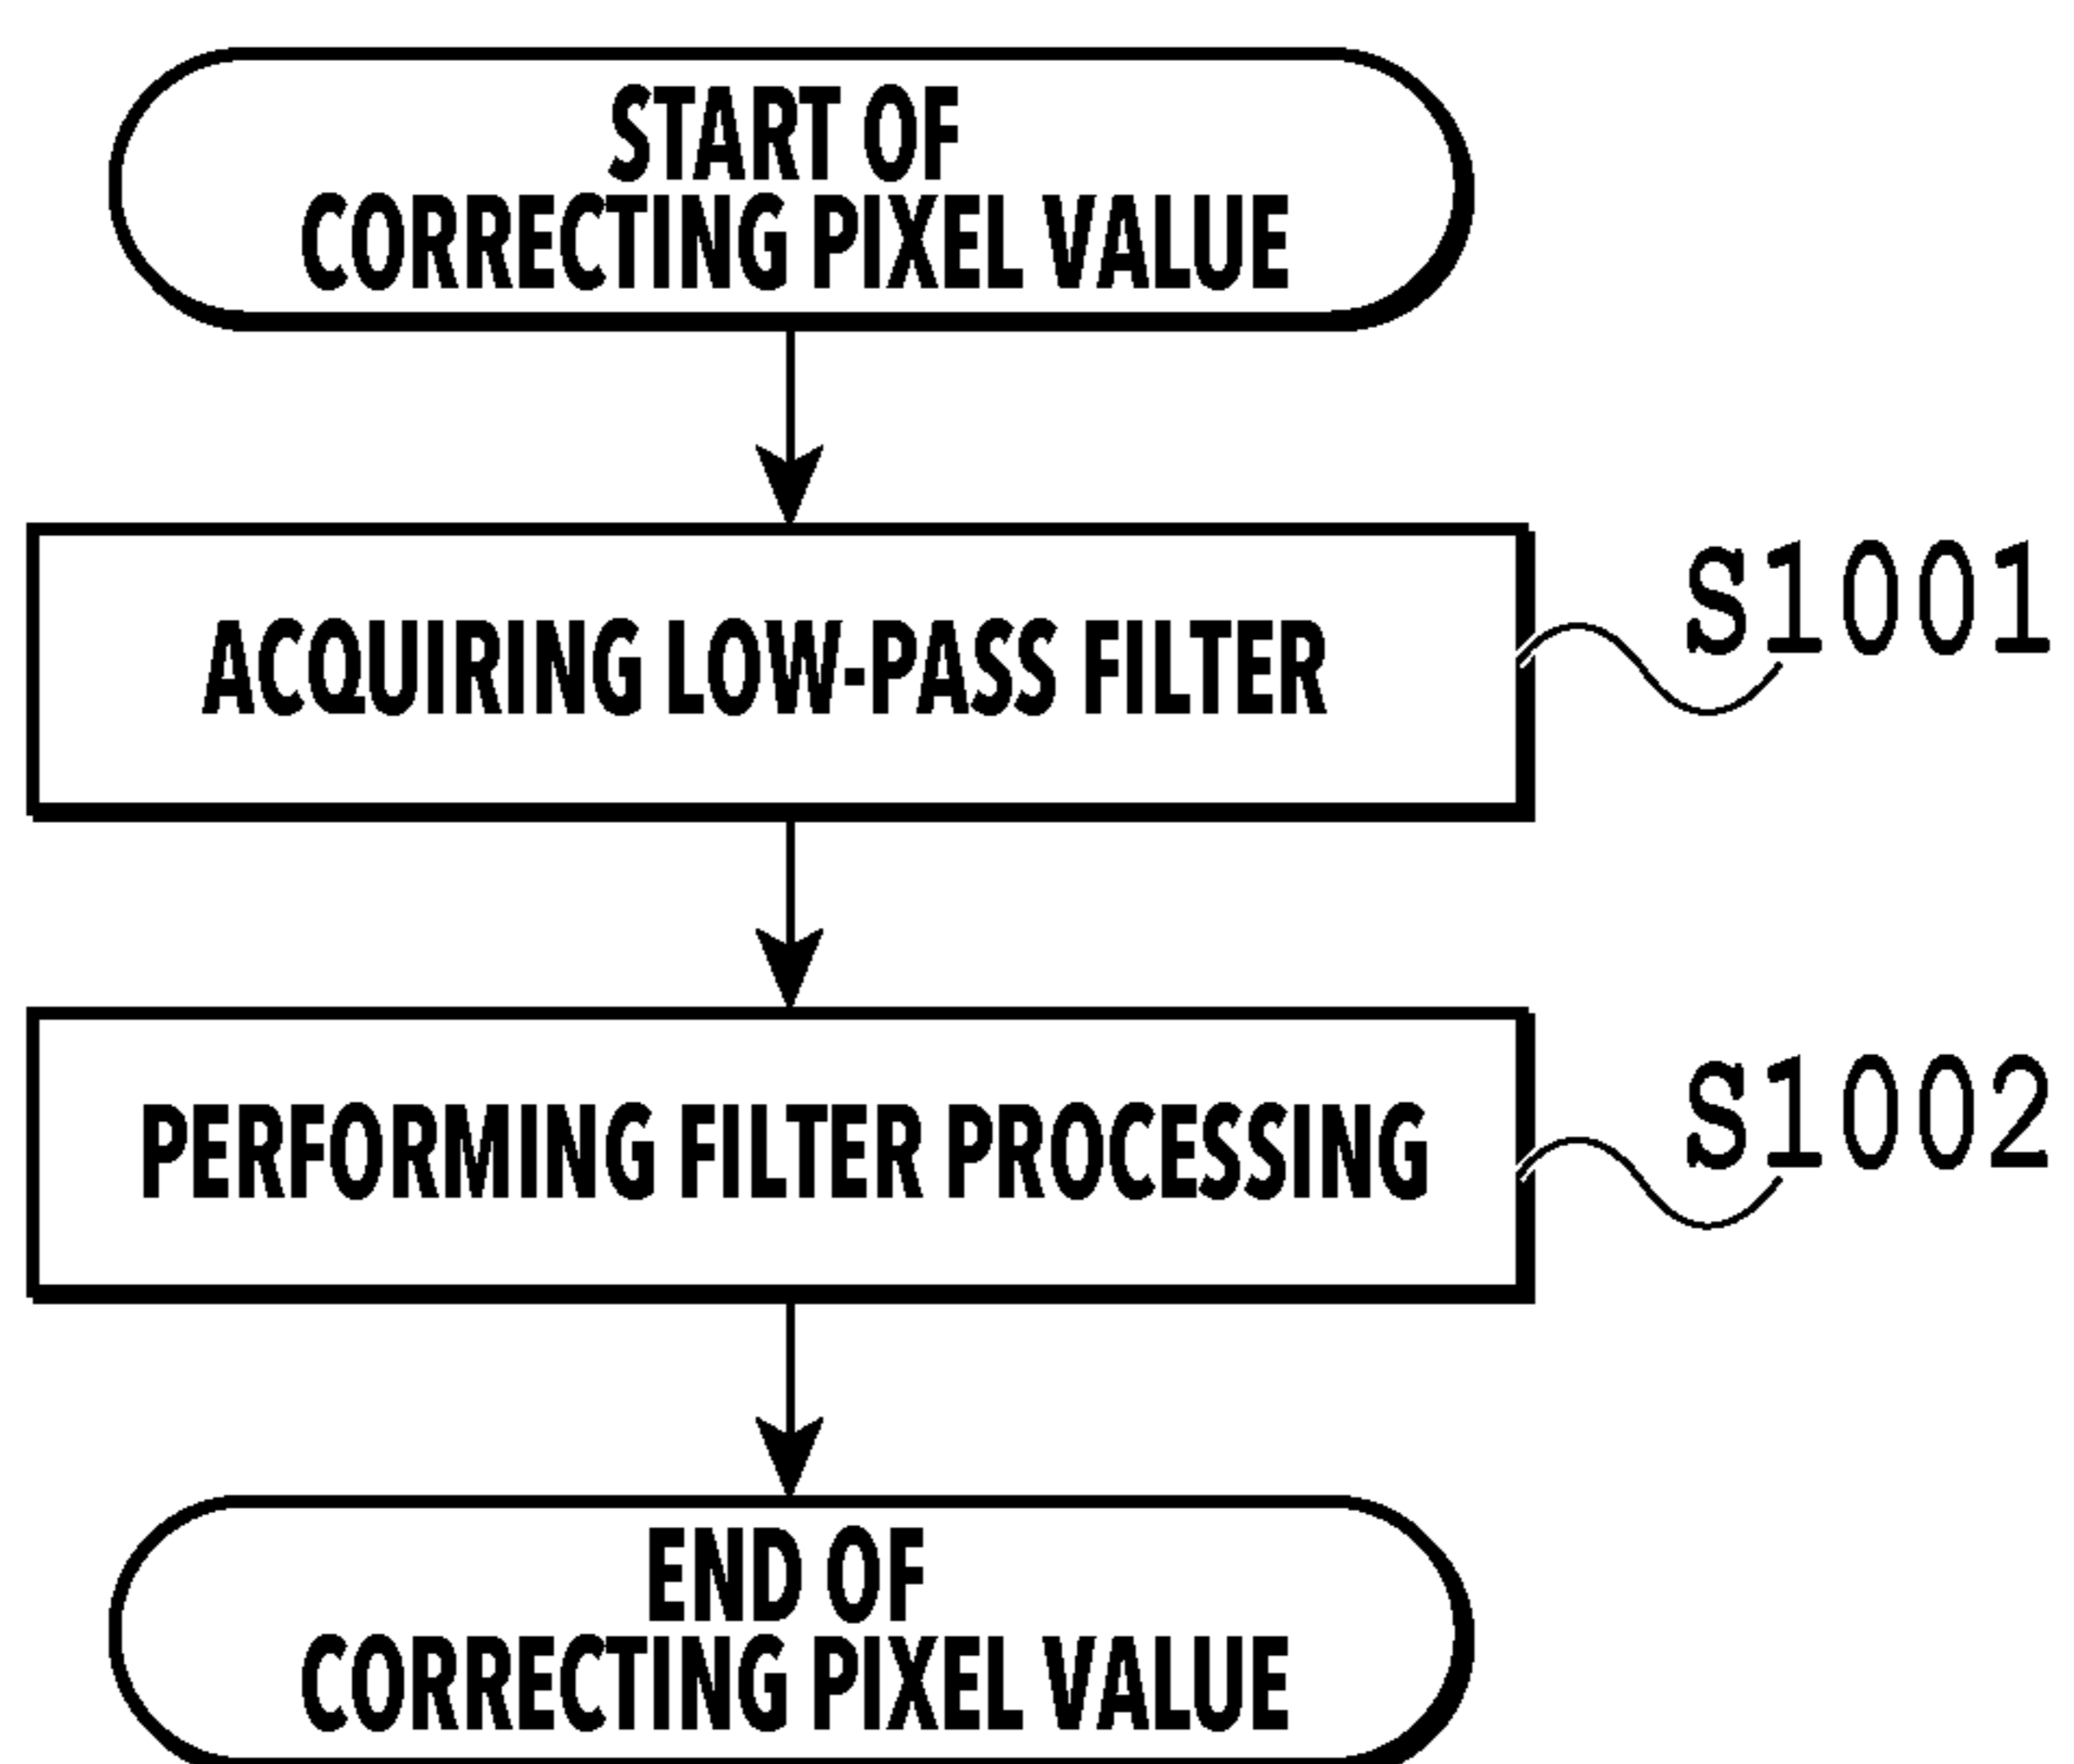 START OF
CORRECTING PIXEL VALUE
ACQUIRING LOW-PASS FILTER
S1001
PERFORMING FILTER PROCESSING
S1002
END OF
CORRECTING PIXEL VALUE